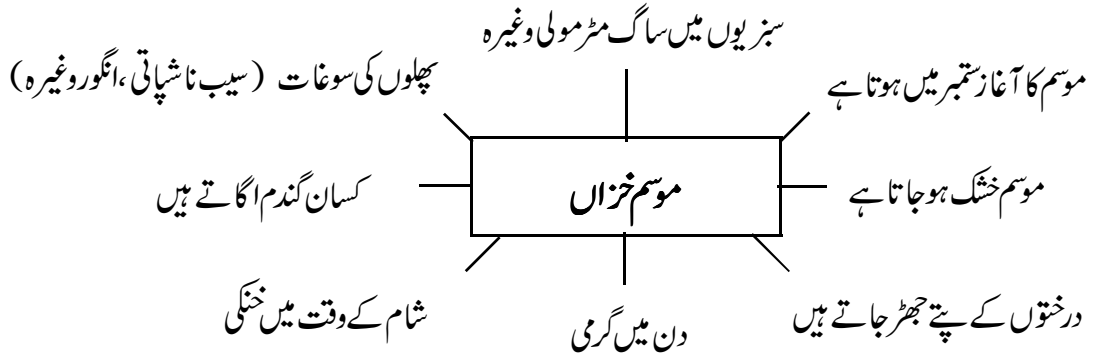 سبزیوں میں ساگ مٹر مولی وغیرہ
موسم کا آغاز ستمبر میں ہوتا ہے
پھلوں کی سوغات (سیب ناشپاتی، انگور وغیرہ)
موسم خزاں
موسم خشک ہو جاتا ہے
کسان گندم اگاتے ہیں
درختوں کے پتے جھڑ جاتے ہیں
دن میں گرمی
شام کے وقت میں خنکی